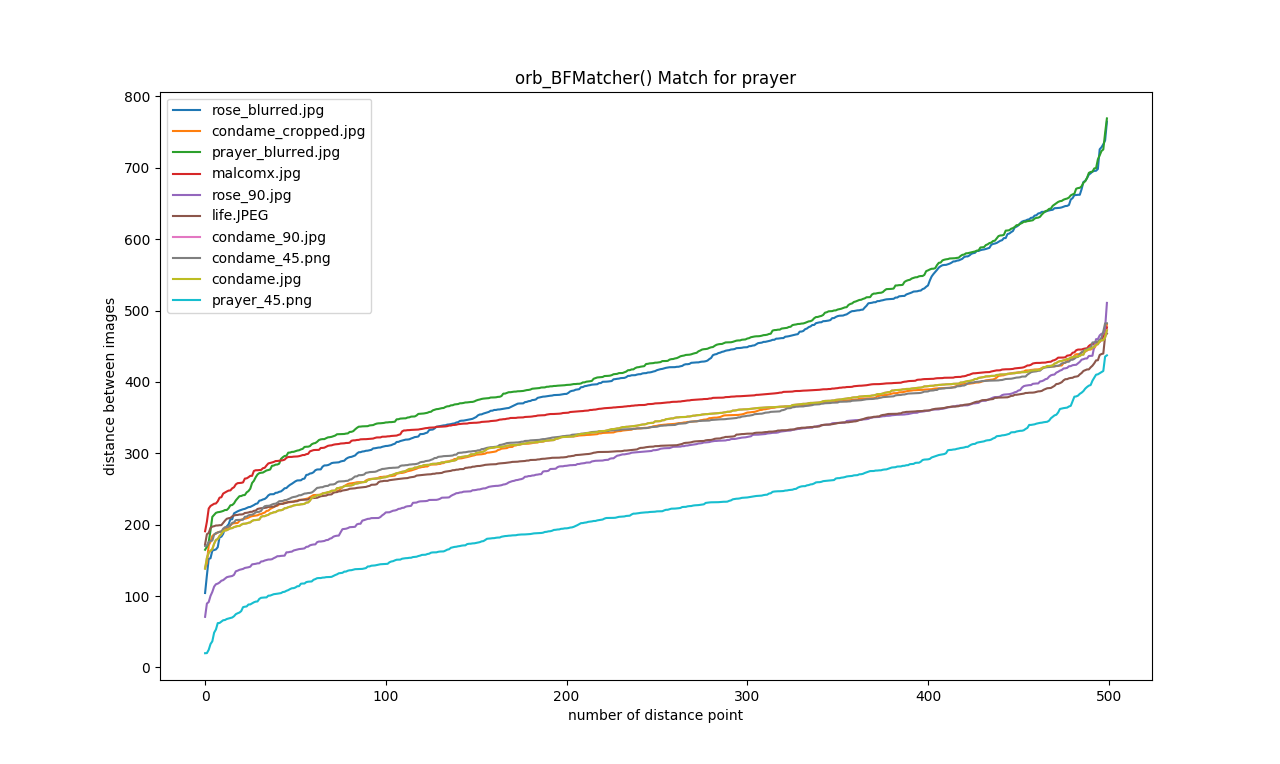 orb_BFMatcher() Match for prayer
800
700
600
500
400
300
200
100
0
distance between images
rose_blurred.jpg
condame_cropped.jpg
prayer_blurred.jpg
malcomx.jpg
rose_90.jpg
life.JPEG
condame_90.jpg
condame_45.png
condame.jpg
prayer_45.png
0 100 200 300 400 500
number of distance point